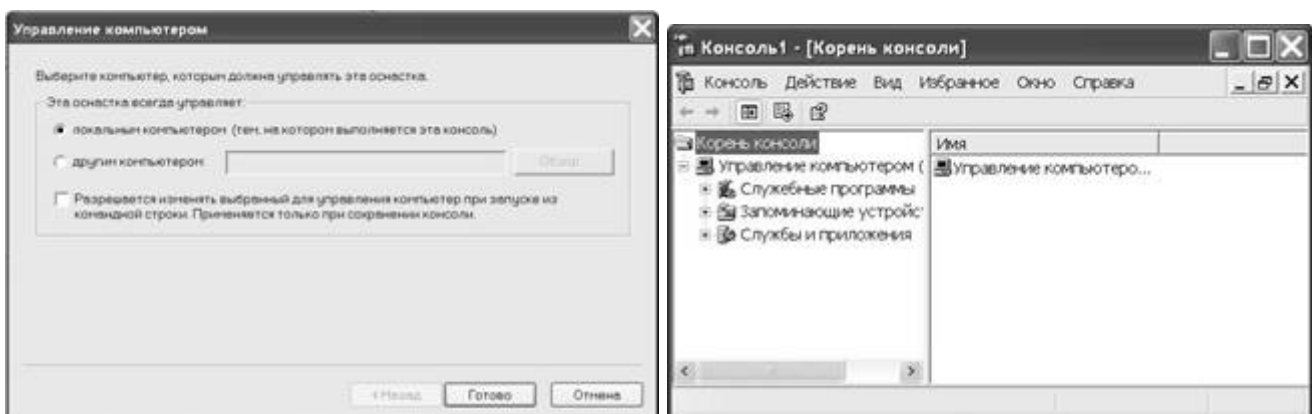 Управление компьютером
Выберите компьютер, которым должна управлять эта оснастка.
Эта оснастка всегда управляет:
локальным компьютером (тем, на котором выполняется эта консоль)
другим компьютером:
Обзор...
Разрешается изменять выбранный для управления компьютер при запуске из
командной строки. Применяется только при сохранении консоли.
< Назад
Готово
Отмена
Консоль1 - [Корень консоли]
Консоль Действие Вид Избранное Окно Справка
Корень консоли
Управление компьютером (
Служебные программы
Запоминающие устройс
Службы и приложения
Имя
Управление компьютеро...